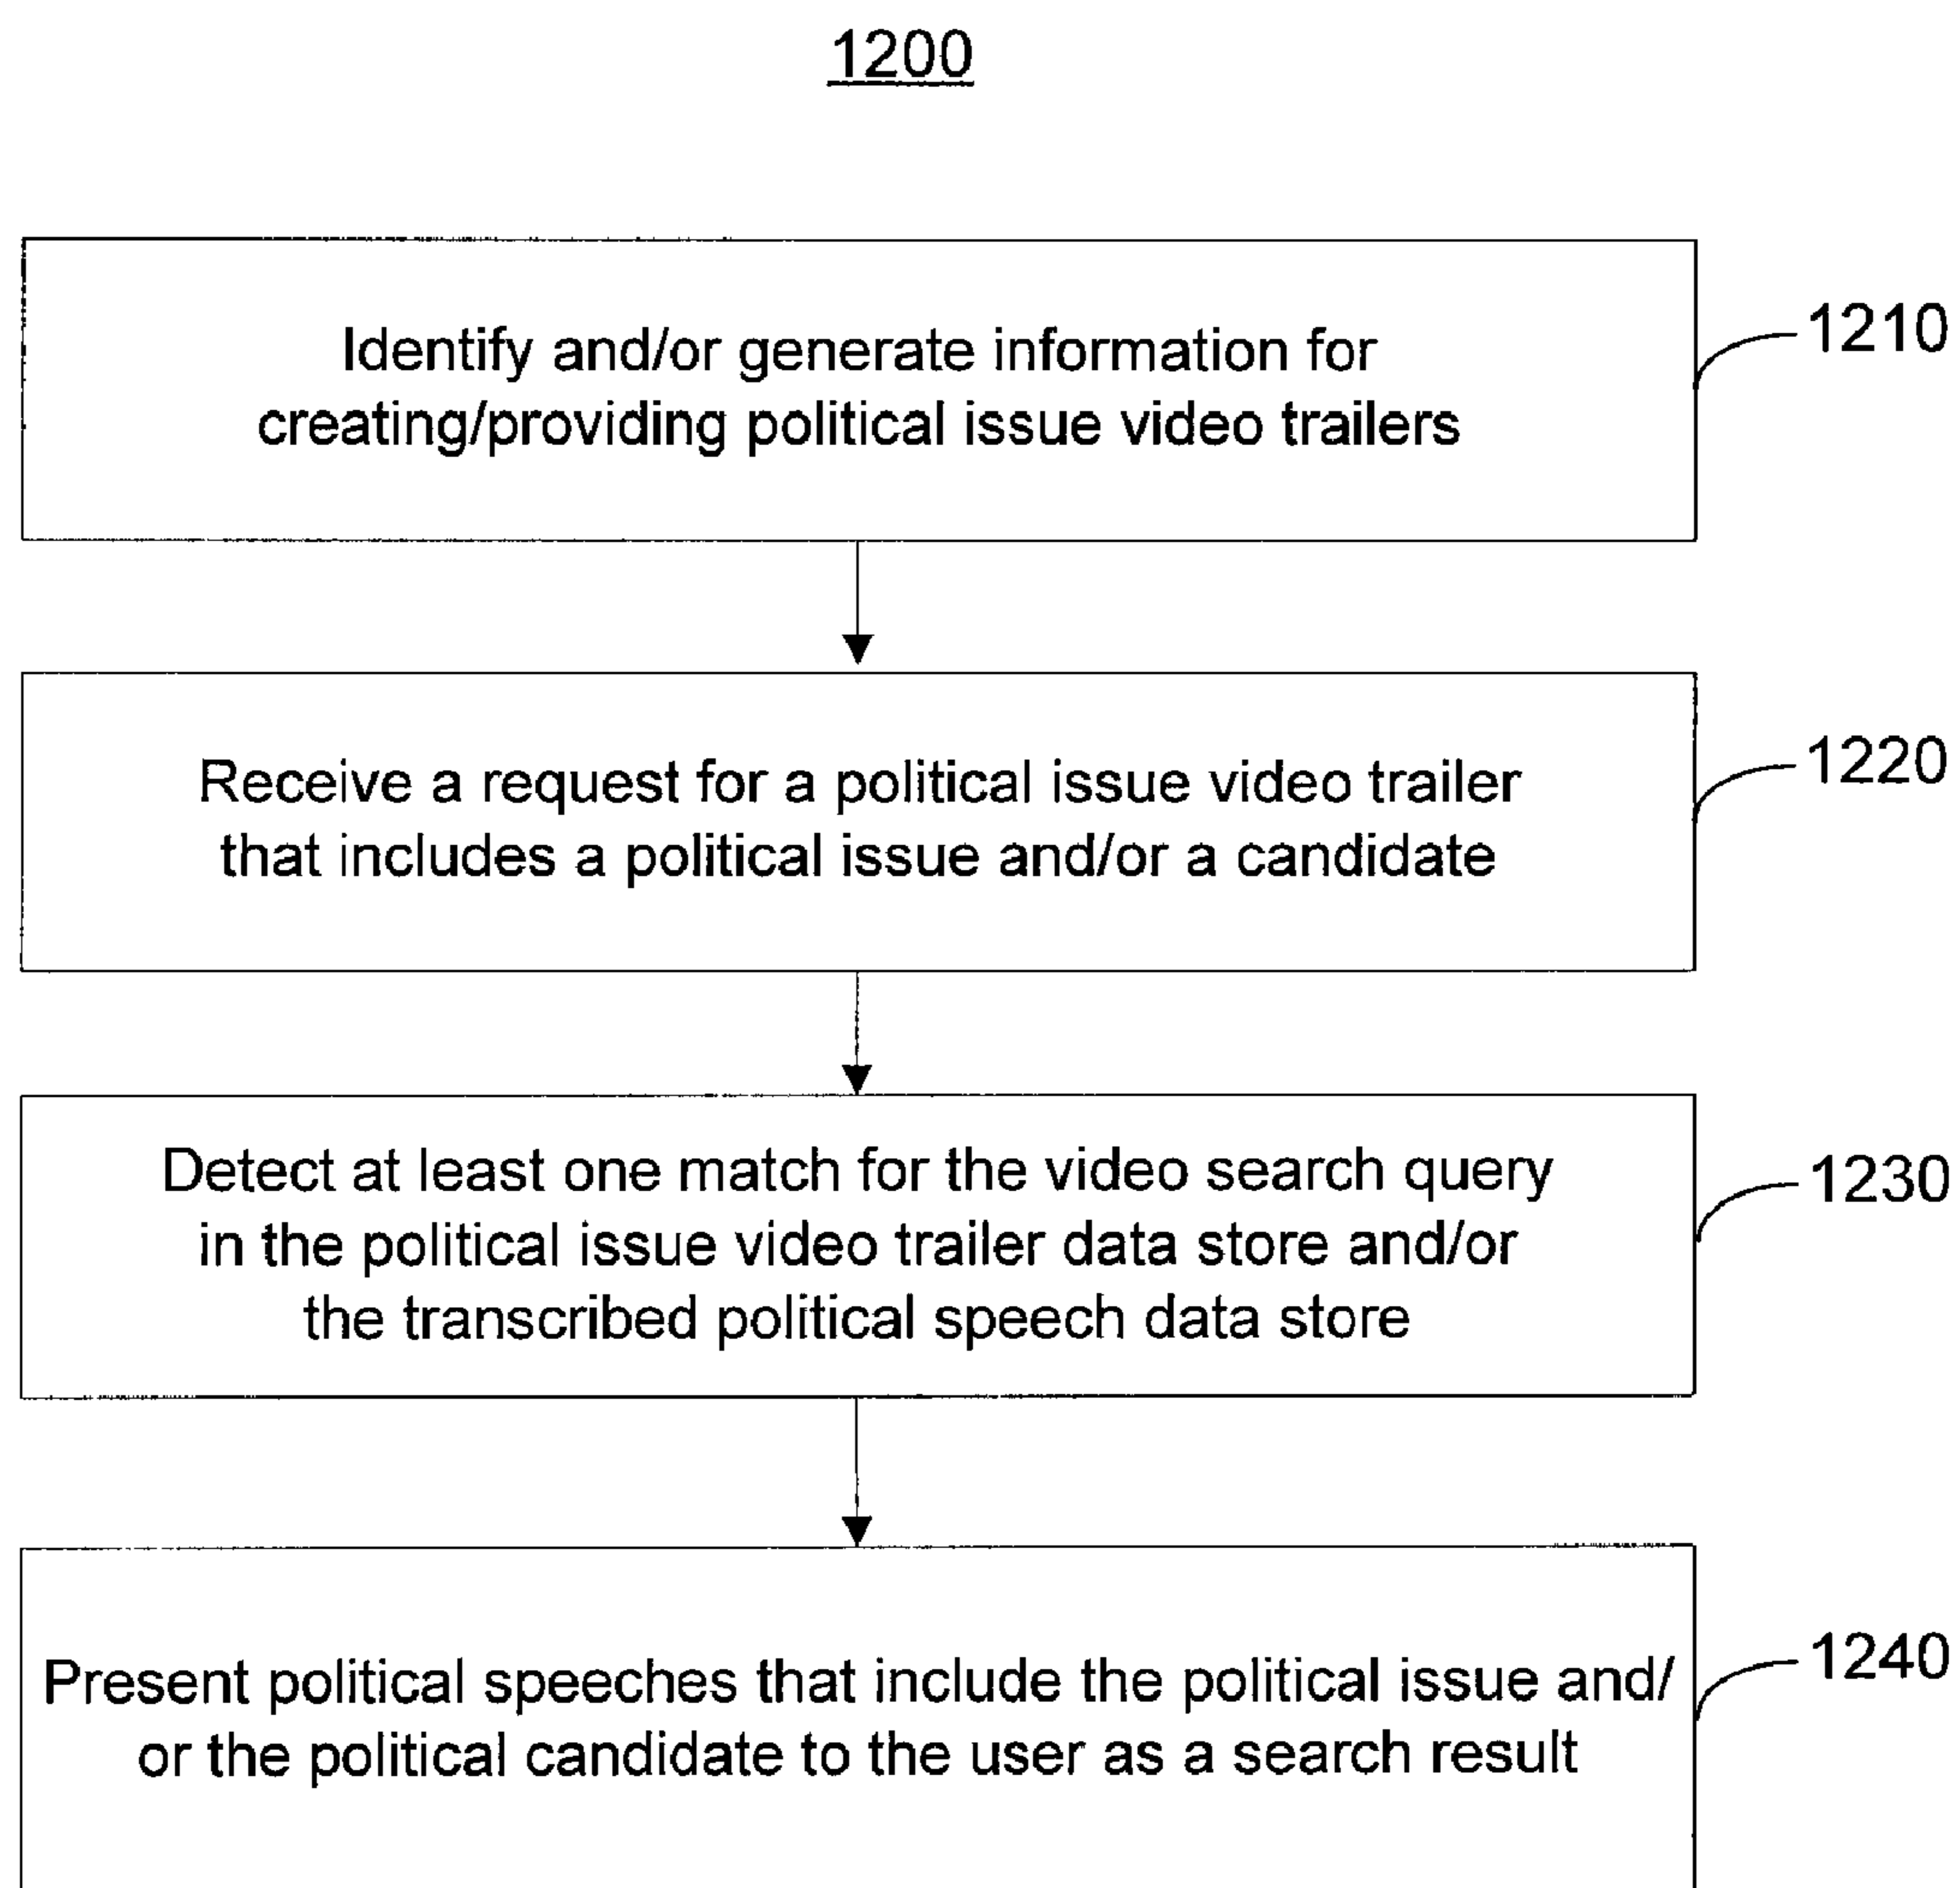 1200
Identify and/or generate information for
creating/providing political issue video trailers
1210
Receive a request for a political issue video trailer
that includes a political issue and/or a candidate
1220
Detect at least one match for the video search query
in the political issue video trailer data store and/or
the transcribed political speech data store
1230
Present political speeches that include the political issue and/
or the political candidate to the user as a search result
1240